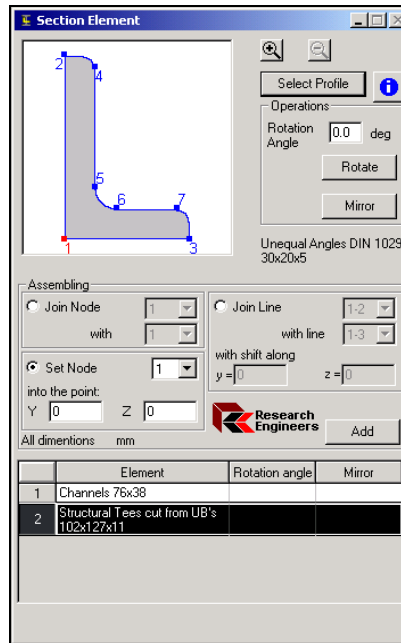 Section Element
2
4
5
6
7
1
3
Select Profile
Operations
Rotation Angle
0.0
deg
Rotate
Mirror
Unequal Angles DIN 1029
30x20x5
Assembling
Join Node
1
with
1
Join Line
1-2
with line
1-3
with shift along
y =
0
z =
0
Set Node
1
into the point:
Y
0
Z
0
All dimentions mm
Research
Engineers
Add
Element
Rotation angle
Mirror
1
Channels 76x38
2
Structural Tees cut from UB's
102x127x11